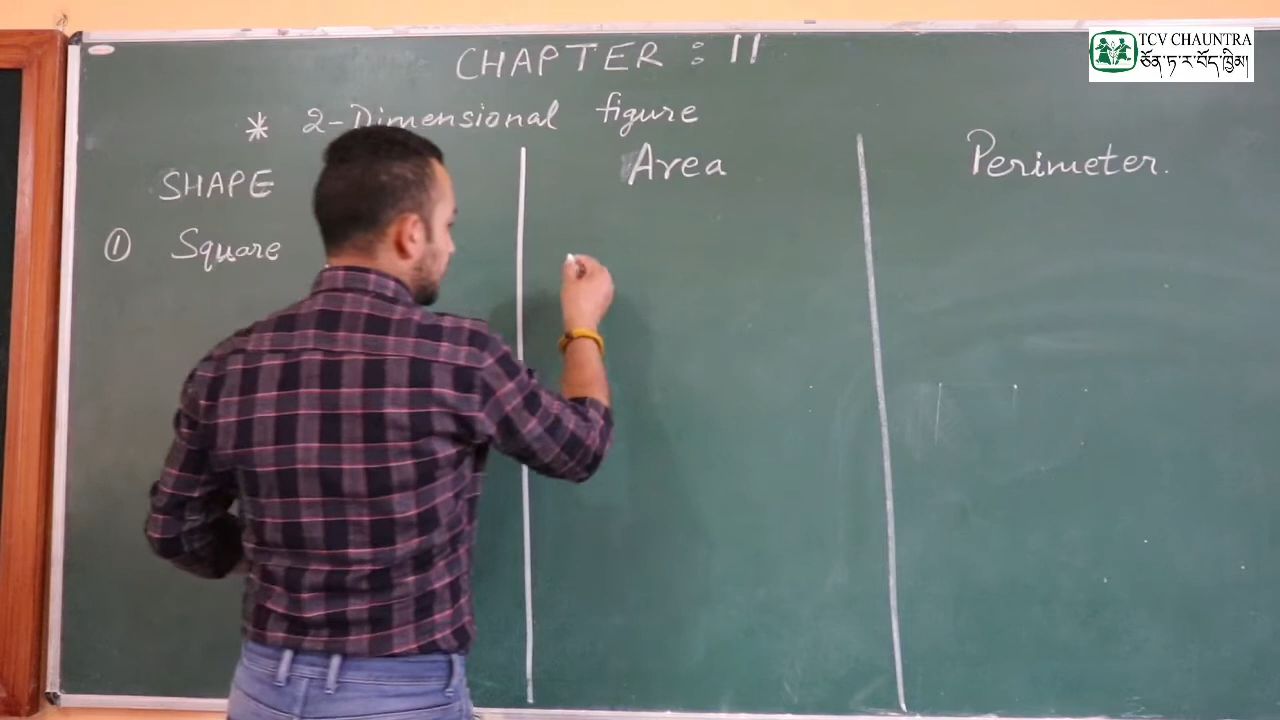 CHAPTER : 11
* 2-Dimensional figure
SHAPE Area Perimeter.
① Square
TCV CHAUNTRA
ཅོན་ཏ་ར་བོད་ཁྱིམ།